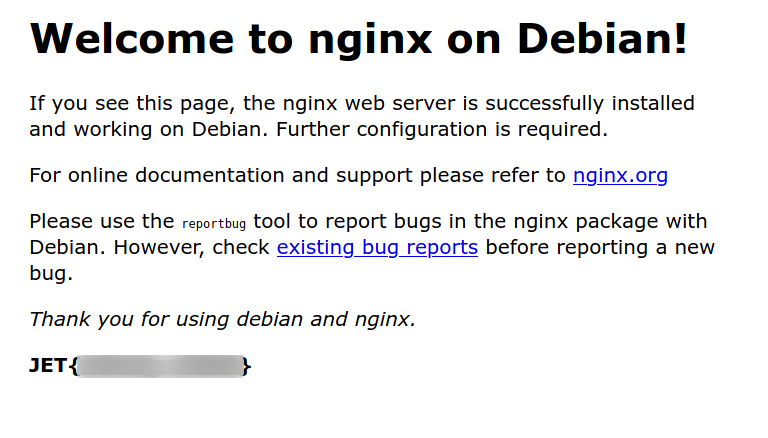 Welcome to nginx on Debian!
If you see this page, the nginx web server is successfully installed
and working on Debian. Further configuration is required.
For online documentation and support please refer to nginx.org
Please use the reportbug tool to report bugs in the nginx package with
Debian. However, check existing bug reports before reporting a new
bug.
Thank you for using debian and nginx.
JET{ }